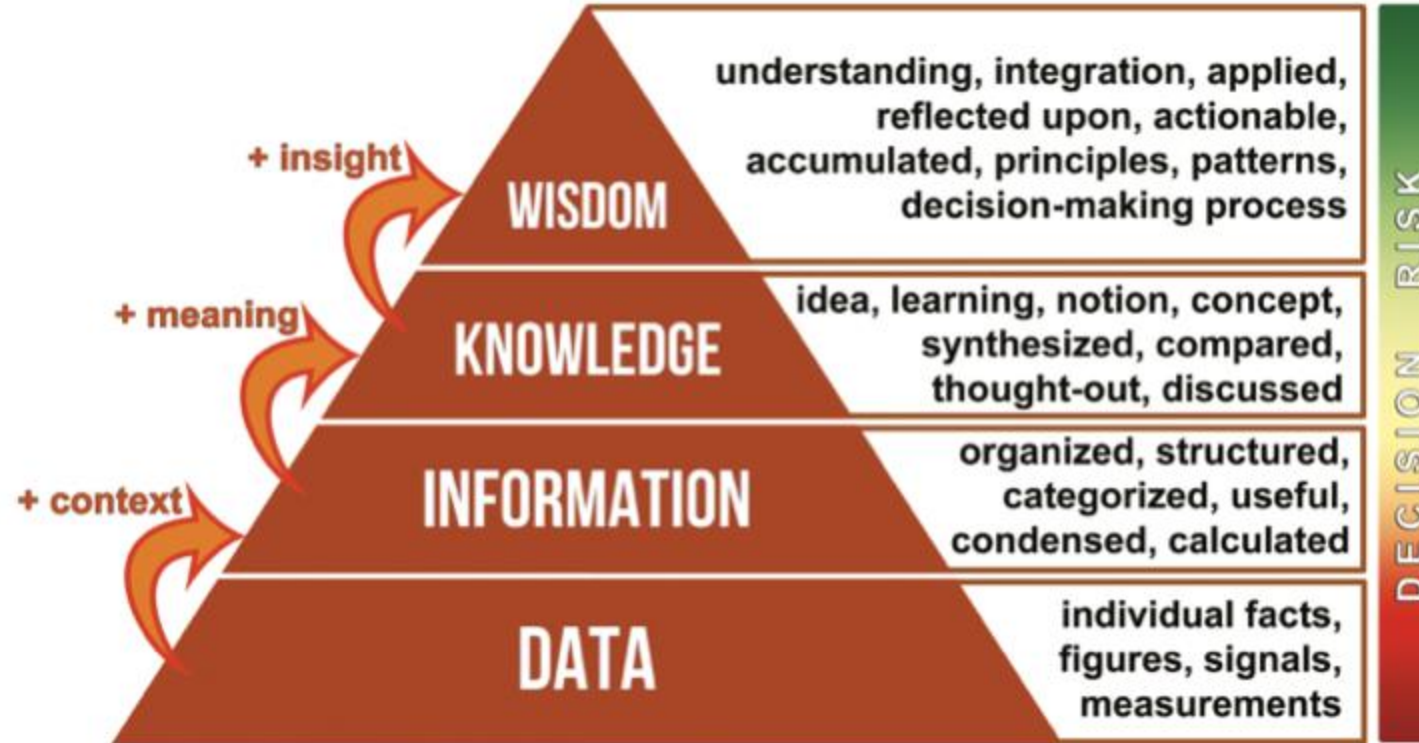 understanding, integration, applied,
reflected upon, actionable,
accumulated, principles, patterns,
decision-making process
+ insight
WISDOM
idea, learning, notion, concept,
synthesized, compared,
thought-out, discussed
+ meaning
KNOWLEDGE
organized, structured,
categorized, useful,
condensed, calculated
+ context
INFORMATION
individual facts,
figures, signals,
measurements
DATA
DECISION RISK